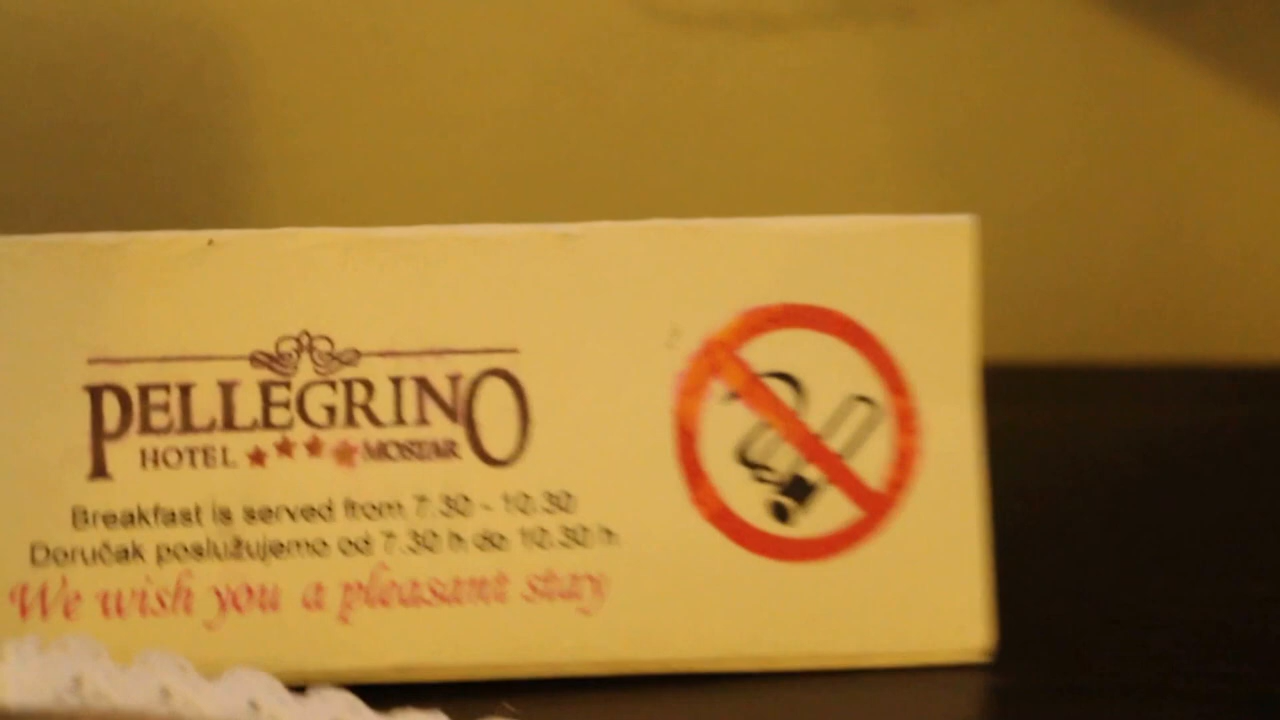 PELLEGRINO
HOTEL MOSTAR
Breakfast is served from 7.30 - 10.30
Doručak poslužujemo od 7.30 h do 10.30 h
We wish you a pleasant stay